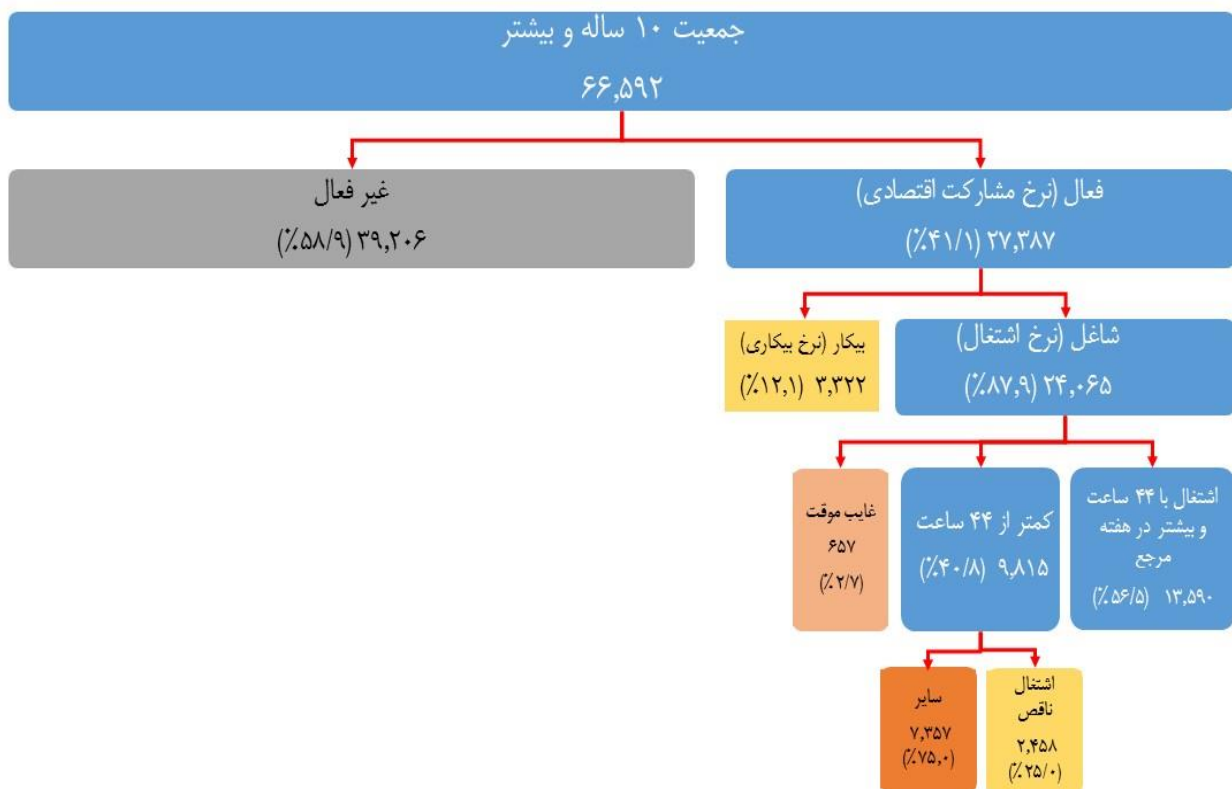 جمعیت ۱۰ ساله و بیشتر
۶۶,۵۹۲
فعال (نرخ مشارکت اقتصادی)
۲۷,۳۸۷ (٪۴۱/۱)
غیر فعال
۳۹,۲۰۶ (٪۵۸/۹)
شاغل (نرخ اشتغال)
۲۴,۰۶۵ (٪۸۷,۹)
بیکار (نرخ بیکاری)
۳,۳۲۲ (٪۱۲,۱)
اشتغال با ۴۴ ساعت
و بیشتر در هفته
مرجع
۱۳,۵۹۰ (٪۵۶/۵)
کمتر از ۴۴ ساعت
۹,۸۱۵ (٪۴۰/۸)
غایب موقت
۶۵۷
(٪۲/۷)
اشتغال
ناقص
۲,۴۵۸
(٪۲۵/۰)
سایر
۷,۳۵۷
(٪۷۵,۰)